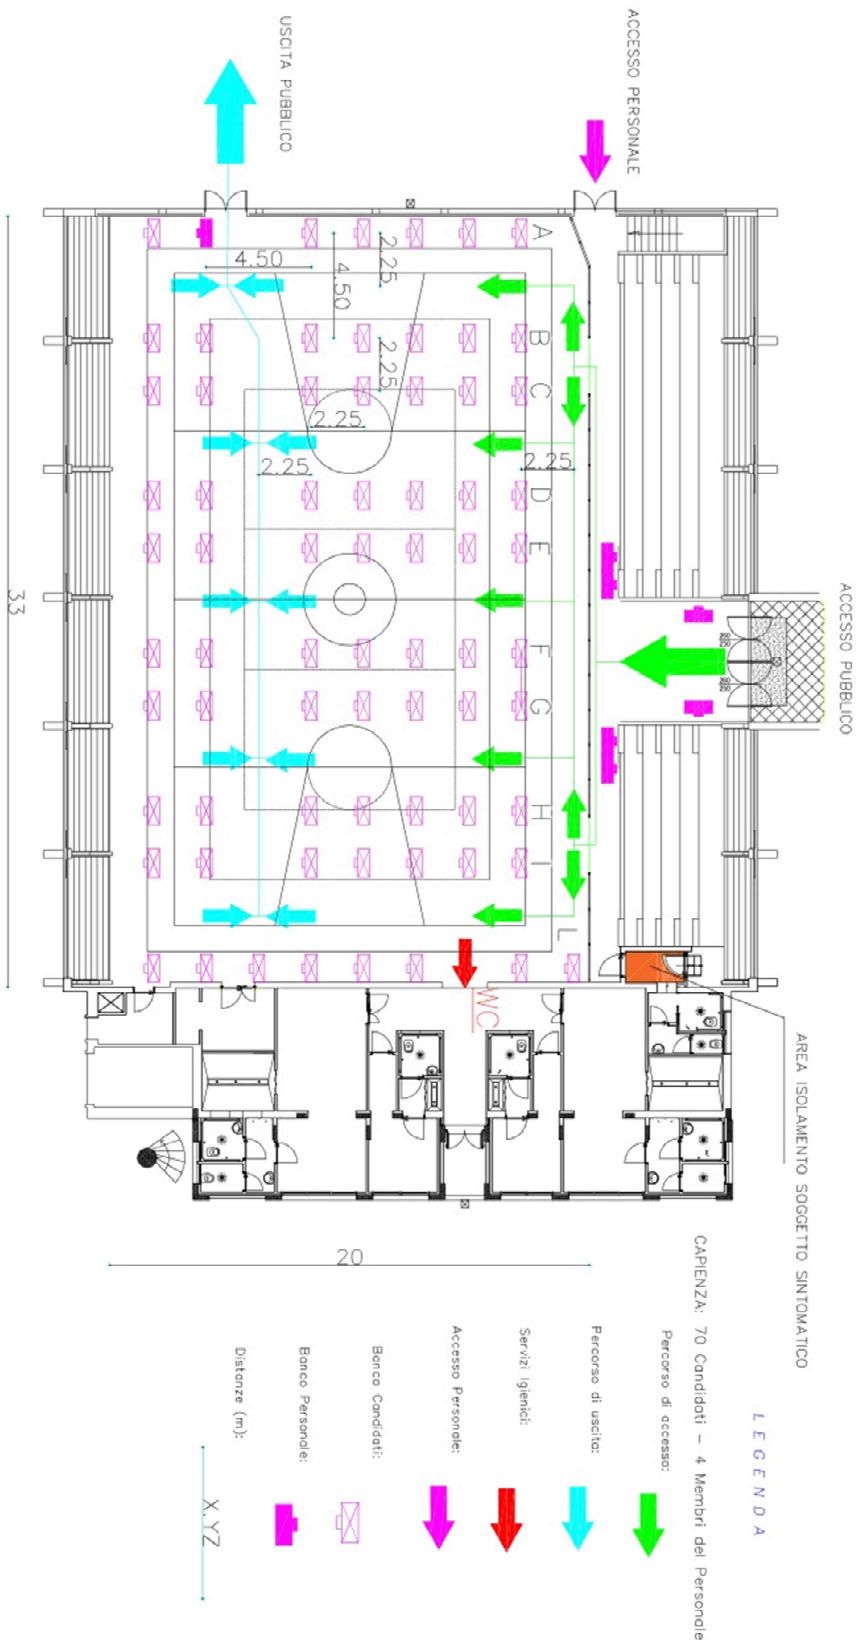 ACCESSO PUBBLICO
ACCESSO PERSONALE
USCITA PUBBLICO
A
B
C
D
E
F
G
H
I
L
2.25
4.50
4.50
2.25
2.25
2.25
2.25
WC
33
20
AREA ISOLAMENTO SOGGETTO SINTOMATICO
L E G E N D A
CAPIENZA: 70 Candidati – 4 Membri del Personale
Percorso di accesso:
Percorso di uscita:
Servizi Igienici:
Accesso Personale:
Banco Candidati:
Banco Personale:
Distanze (m):
X.YZ